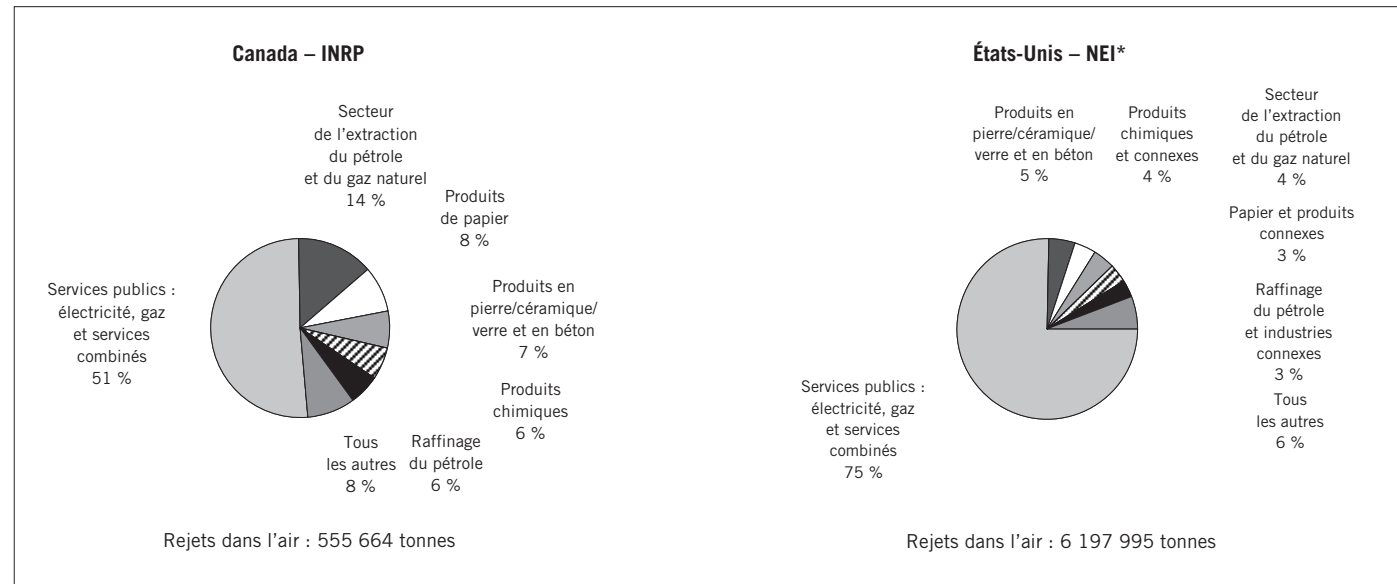 Canada – INRP
Secteur
de l'extraction
du pétrole
et du gaz naturel
14 %
Produits
de papier
8 %
Produits en
pierre/céramique/
verre et en béton
7 %
Produits
chimiques
6 %
Raffinage
du pétrole
6 %
Tous
les autres
8 %
Services publics :
électricité, gaz
et services
combinés
51 %
Rejets dans l'air : 555 664 tonnes
États-Unis – NEI*
Produits en
pierre/céramique/
verre et en béton
5 %
Produits
chimiques
et connexes
4 %
Secteur
de l'extraction
du pétrole
et du gaz naturel
4 %
Papier et produits
connexes
3 %
Raffinage
du pétrole
et industries
connexes
3 %
Tous
les autres
6 %
Services publics :
électricité, gaz
et services
combinés
75 %
Rejets dans l'air : 6 197 995 tonnes